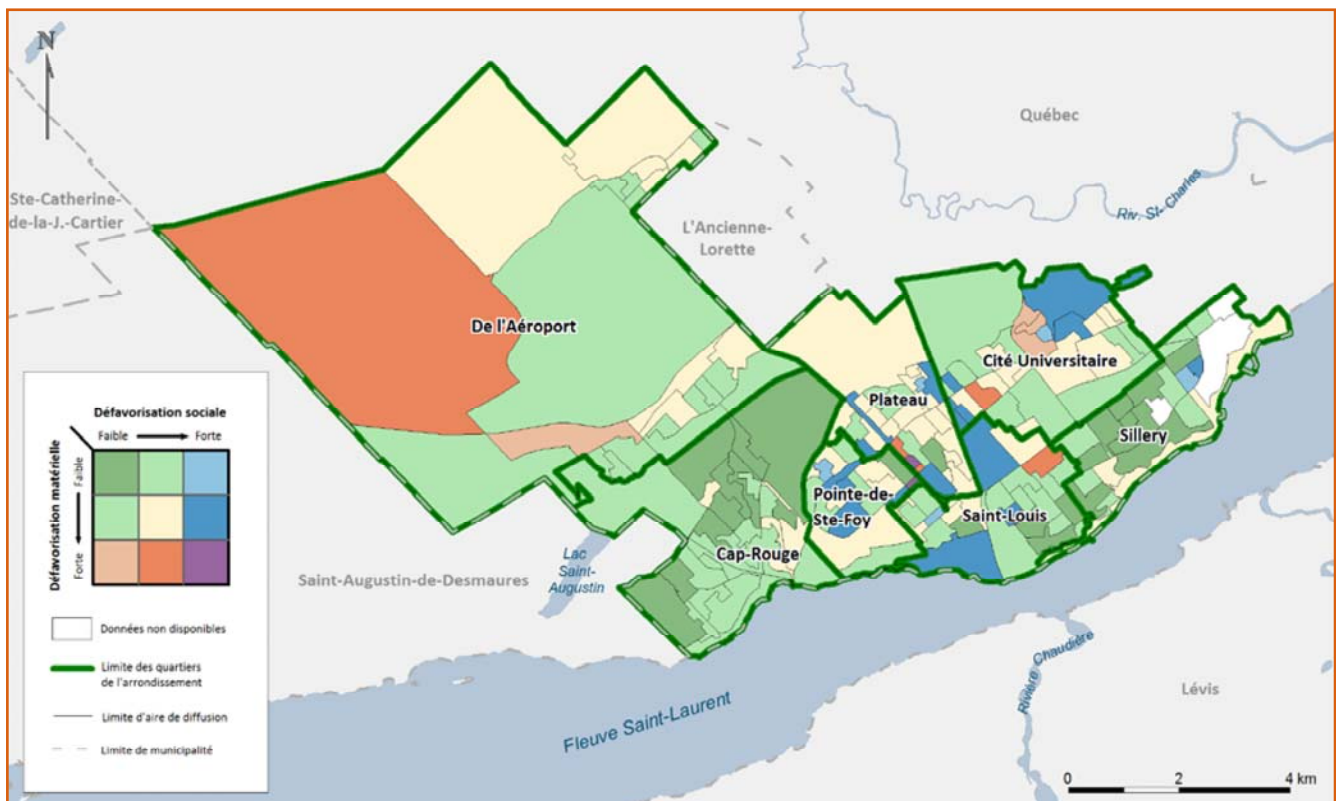 N
Québec
Ste-Catherine-
de-la-J.-Cartier
Riv. St-Charles
L'Ancienne-
Lorette
De l'Aéroport
Cité Universitaire
Plateau
Sillery
Pointe-de-
Ste-Foy
Saint-Louis
Cap-Rouge
Lac
Saint-
Augustin
Saint-Augustin-de-Desmaures
Rivière Chaudière
Lévis
Fleuve Saint-Laurent
Défavorisation sociale
Faible Forte
Défavorisation matérielle
Faible
Forte
Données non disponibles
Limite des quartiers
de l'arrondissement
Limite d'aire de diffusion
Limite de municipalité
0 2 4 km